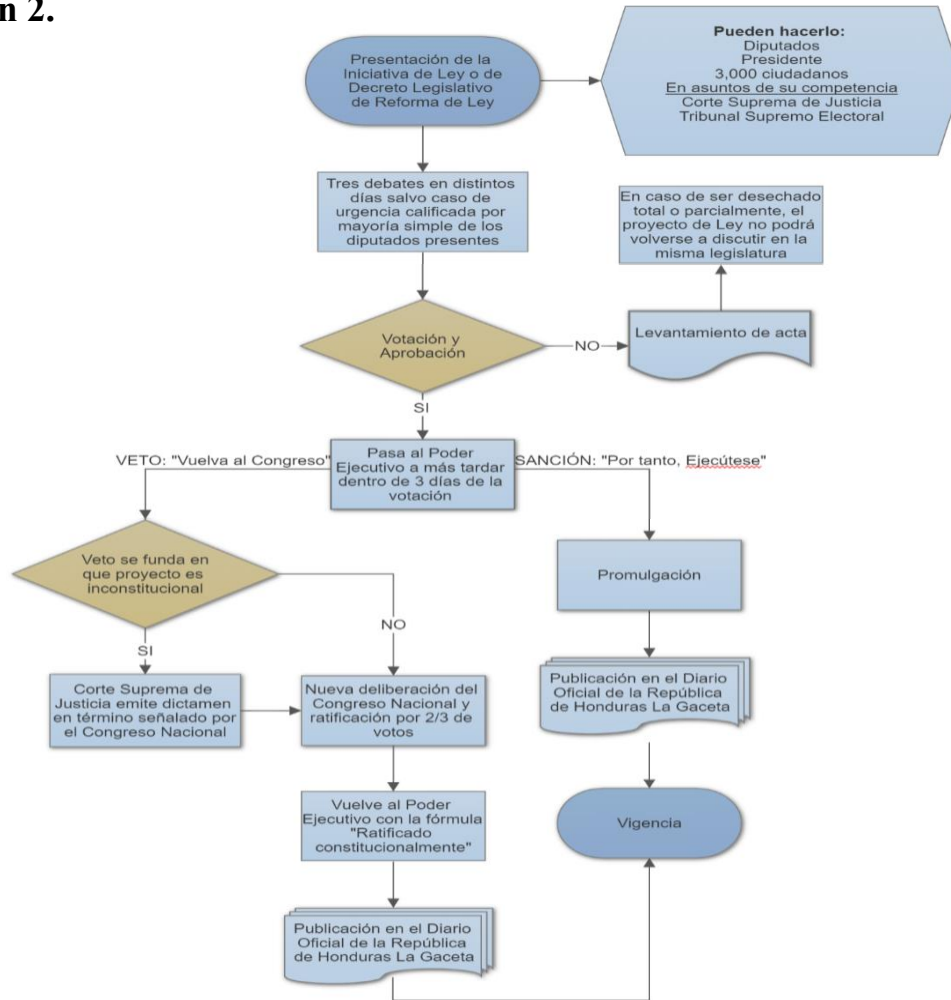 n 2.
Presentación de la
Iniciativa de Ley o de
Decreto Legislativo
de Reforma de Ley
Pueden hacerlo:
Diputados
Presidente
3,000 ciudadanos
En asuntos de su competencia
Corte Suprema de Justicia
Tribunal Supremo Electoral
Tres debates en distintos
días salvo caso de
urgencia calificada por
mayoría simple de los
diputados presentes
En caso de ser desechado
total o parcialmente, el
proyecto de Ley no podrá
volverse a discutir en la
misma legislatura
Votación y
Aprobación
NO
Levantamiento de acta
SI
VETO: "Vuelva al Congreso"
Pasa al Poder
Ejecutivo a más tardar
dentro de 3 días de la
votación
SANCIÓN: "Por tanto, Ejecútese"
Veto se funda en
que proyecto es
inconstitucional
Promulgación
NO
SI
Corte Suprema de
Justicia emite dictamen
en término señalado por
el Congreso Nacional
Nueva deliberación del
Congreso Nacional y
ratificación por 2/3 de
votos
Publicación en el Diario
Oficial de la República
de Honduras La Gaceta
Vuelve al Poder
Ejecutivo con la fórmula
"Ratificado
constitucionalmente"
Vigencia
Publicación en el Diario
Oficial de la República
de Honduras La Gaceta